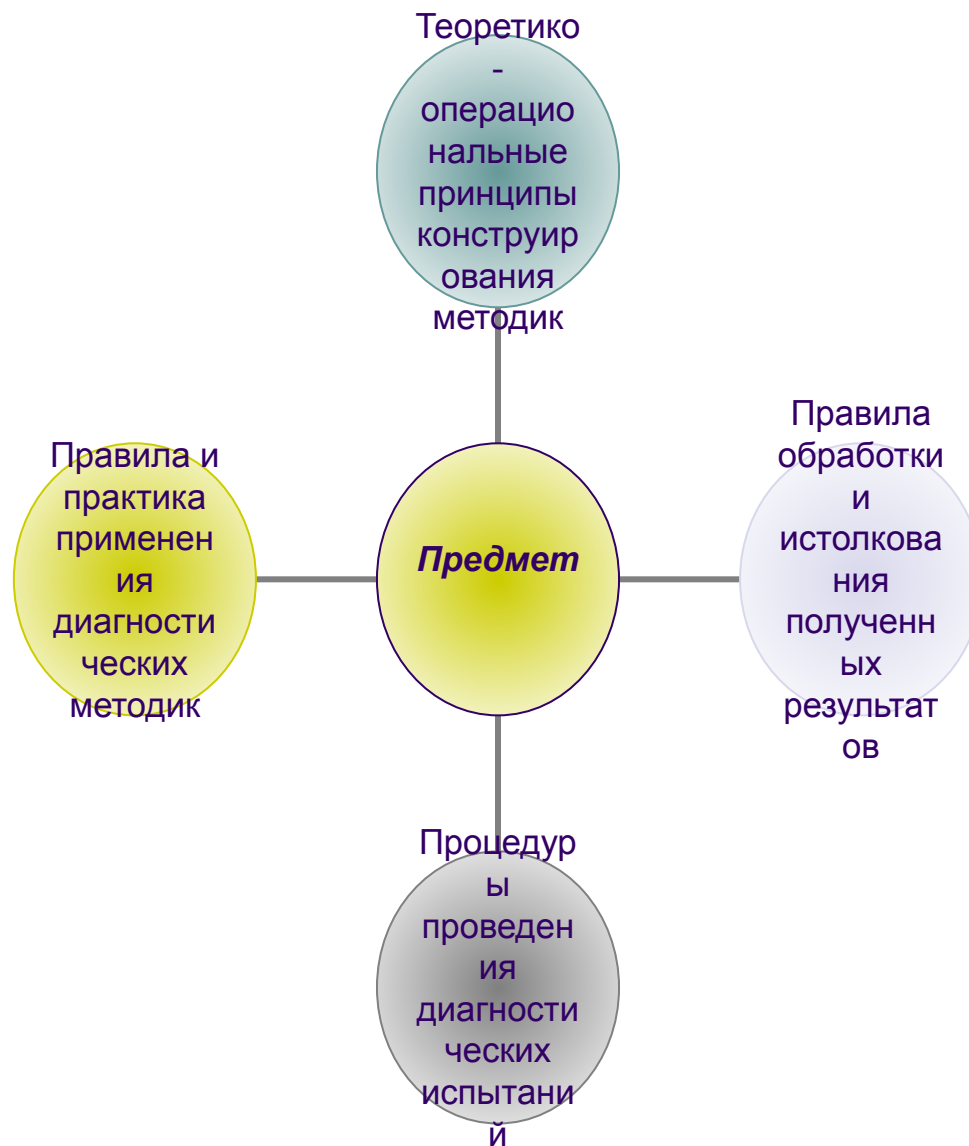 Теоретико
-
операцио
нальные
принципы
конструир
ования
методик
Правила и
практика
применен
ия
диагности
ческих
методик
Предмет
Правила
обработки
и
истолкова
ния
полученн
ых
результат
ов
Процедур
ы
проведен
ия
диагности
ческих
испытани
й